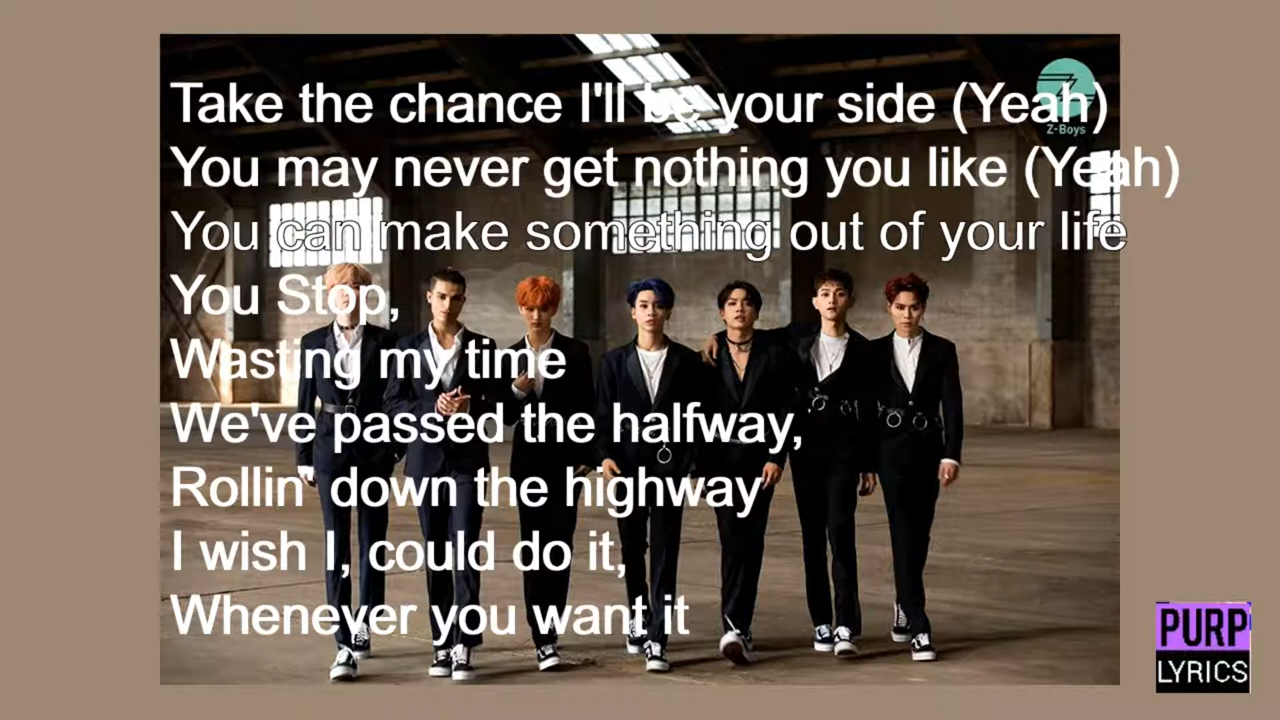 Take the chance I'll be your side (Yeah)
You may never get nothing you like (Yeah)
You can make something out of your life
You Stop,
Wasting my time
We've passed the halfway,
Rollin" down the highway
I wish I, could do it,
Whenever you want it
Z-Boys
PURP
LYRICS